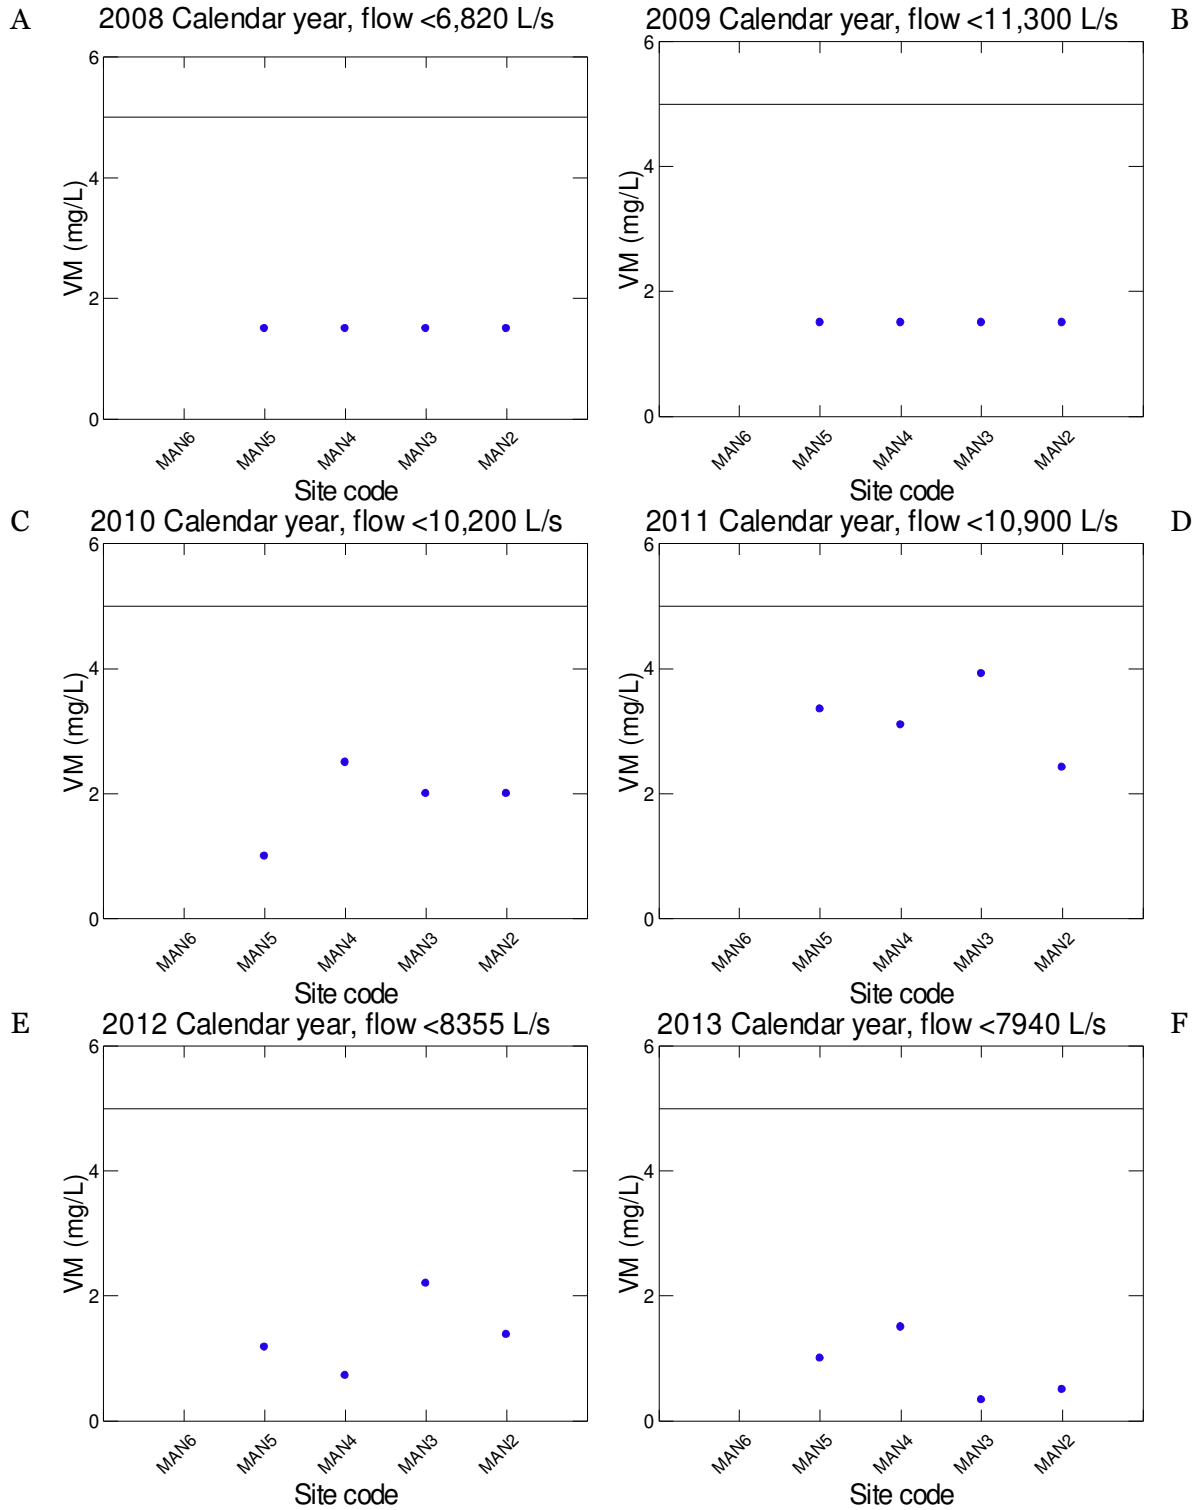 A
2008 Calendar year, flow <6,820 L/s
VM (mg/L)
6
4
2
0
MAN6
MAN5
MAN4
MAN3
MAN2
Site code
B
2009 Calendar year, flow <11,300 L/s
VM (mg/L)
6
4
2
0
MAN6
MAN5
MAN4
MAN3
MAN2
Site code
C
2010 Calendar year, flow <10,200 L/s
VM (mg/L)
6
4
2
0
MAN6
MAN5
MAN4
MAN3
MAN2
Site code
D
2011 Calendar year, flow <10,900 L/s
VM (mg/L)
6
4
2
0
MAN6
MAN5
MAN4
MAN3
MAN2
Site code
E
2012 Calendar year, flow <8355 L/s
VM (mg/L)
6
4
2
0
MAN6
MAN5
MAN4
MAN3
MAN2
Site code
F
2013 Calendar year, flow <7940 L/s
VM (mg/L)
6
4
2
0
MAN6
MAN5
MAN4
MAN3
MAN2
Site code